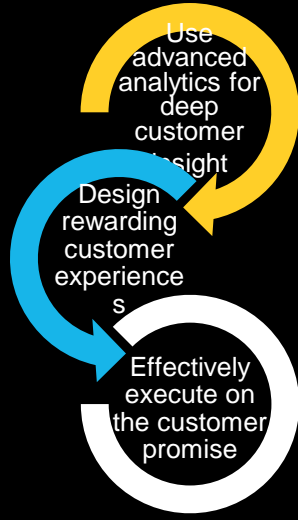 Use
advanced
analytics for
deep
customer
insight
Design
rewarding
customer
experience
s
Effectively
execute on
the customer
promise